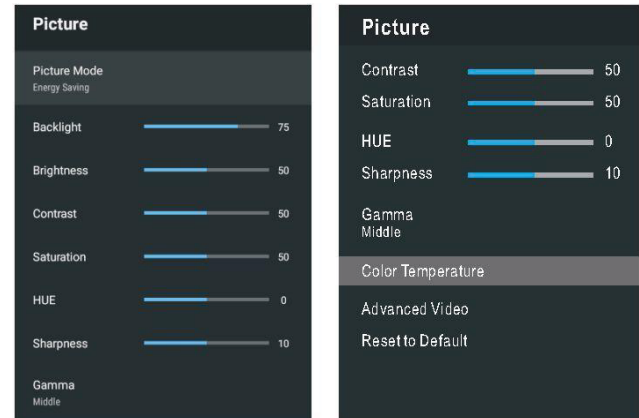 Picture
Picture Mode
Energy Saving
Backlight 75
Brightness 50
Contrast 50
Saturation 50
HUE 0
Sharpness 10
Gamma
Middle
Picture
Contrast 50
Saturation 50
HUE 0
Sharpness 10
Gamma
Middle
Color Temperature
Advanced Video
Reset to Default